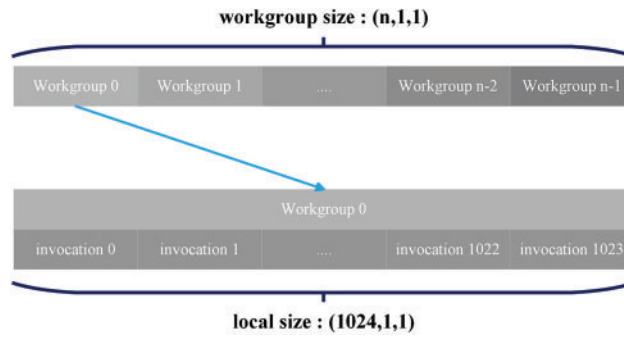 workgroup size : (n,1,1)
Workgroup 0 Workgroup 1 .... Workgroup n-2 Workgroup n-1
Workgroup 0
invocation 0 invocation 1 .... invocation 1022 invocation 1023
local size : (1024,1,1)